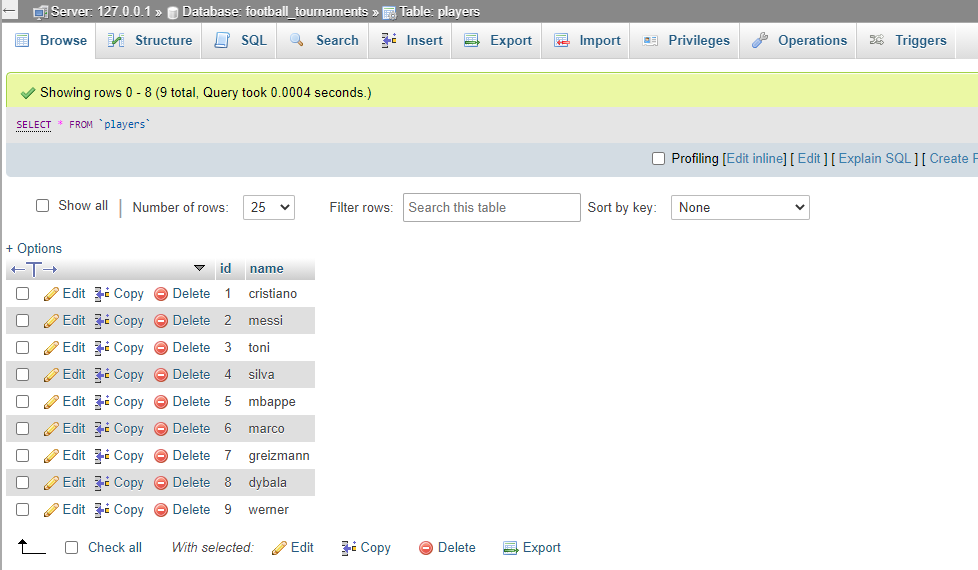 Server: 127.0.0.1 » Database: football_tournaments » Table: players
Browse Structure SQL Search Insert Export Import Privileges Operations Triggers
Showing rows 0 - 8 (9 total, Query took 0.0004 seconds.)
SELECT * FROM `players`
Profiling [Edit inline] [ Edit ] [ Explain SQL ] [ Create P
Show all | Number of rows: 25 Filter rows: Search this table Sort by key: None
+ Options
←T→ id name
Edit Copy Delete 1 cristiano
Edit Copy Delete 2 messi
Edit Copy Delete 3 toni
Edit Copy Delete 4 silva
Edit Copy Delete 5 mbappe
Edit Copy Delete 6 marco
Edit Copy Delete 7 greizmann
Edit Copy Delete 8 dybala
Edit Copy Delete 9 werner
Check all With selected: Edit Copy Delete Export